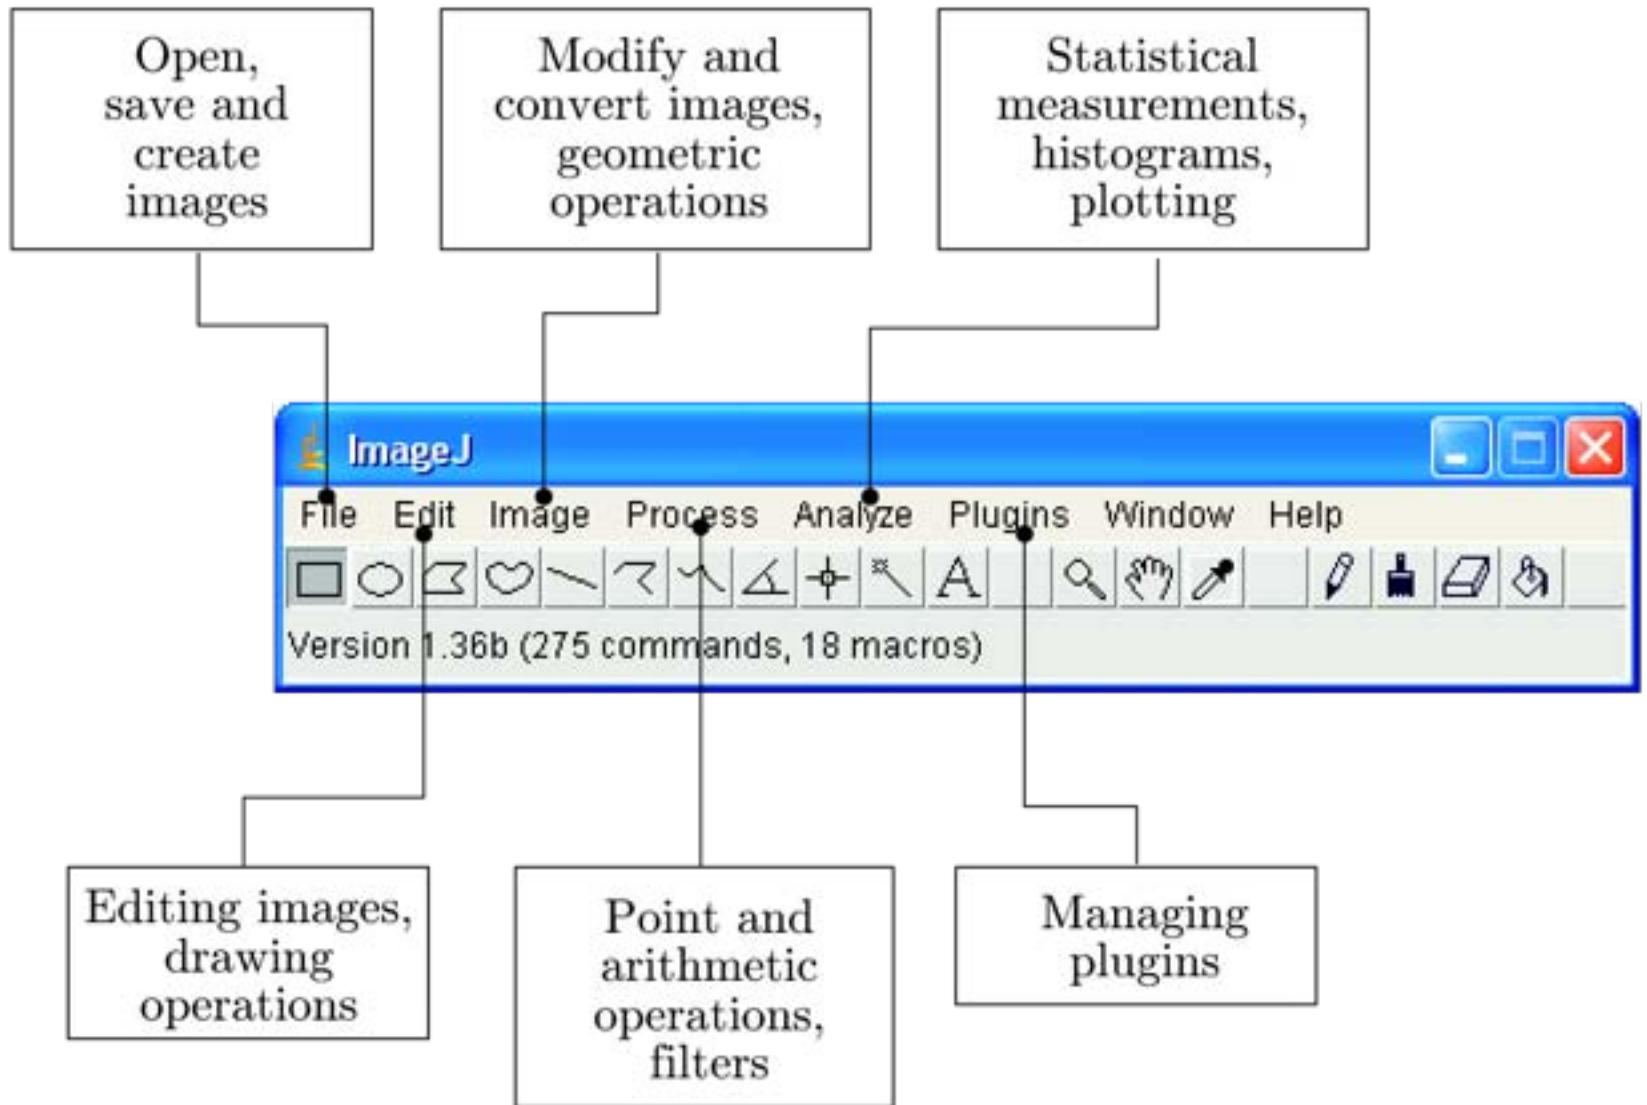 Open,
save and
create
images
Modify and
convert images,
geometric
operations
Statistical
measurements,
histograms,
plotting
ImageJ
File Edit Image Process Analyze Plugins Window Help
A
Version 1.36b (275 commands, 18 macros)
Editing images,
drawing
operations
Point and
arithmetic
operations,
filters
Managing
plugins